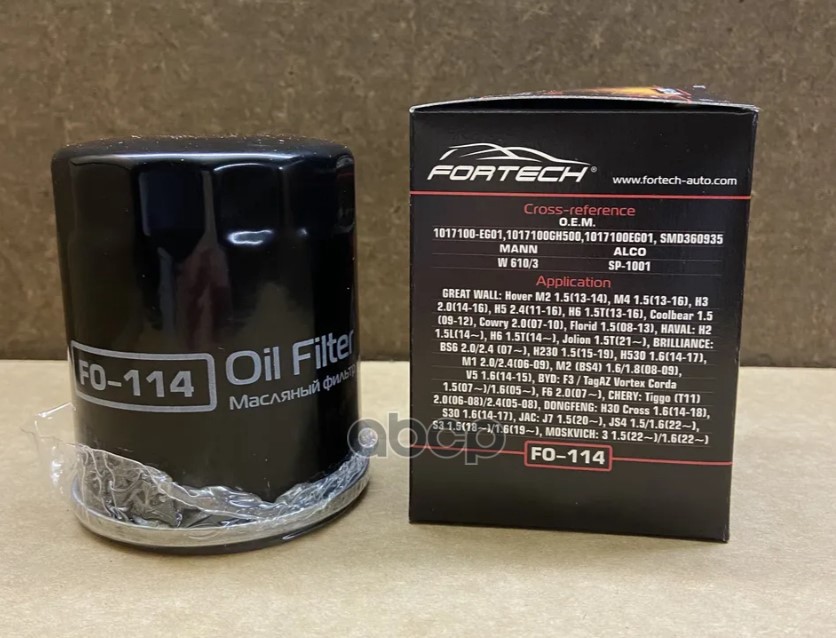 FO-114
Oil Filter
Масляный фильтр
FORTECH®
www.fortech-auto.com
Cross-reference
O.E.M.
1017100-EG01,1017100GH500,1017100EG01, SMD360935
MANN ALCO
W 610/3 SP-1001
Application
GREAT WALL: Hover M2 1.5(13-14), M4 1.5(13-16), H3
2.0(14-16), H5 2.4(11-16), H6 1.5T(13-16), Coolbear 1.5
(09-12), Cowry 2.0(07-10), Florid 1.5(08-13), HAVAL: H2
1.5L(14~), H6 1.5T(14~), Jolion 1.5T(21~), BRILLIANCE:
BS6 2.0/2.4 (07~), H230 1.5(15-19), H530 1.6(14-17),
M1 2.0/2.4(06-09), M2 (BS4) 1.6/1.8(08-09),
V5 1.6(14-15), BYD: F3 / TagAZ Vortex Corda
1.5(07~)/1.6(05~), F6 2.0(07~), CHERY: Tiggo (T11)
2.0(06-08)/2.4(05-08), DONGFENG: H30 Cross 1.6(14-18),
S30 1.6(14-17), JAC: J7 1.5(20~), JS4 1.5/1.6(22~),
S3 1.5(18~)/1.6(19~), MOSKVICH: 3 1.5(22~)/1.6(22~)
FO-114
abcp